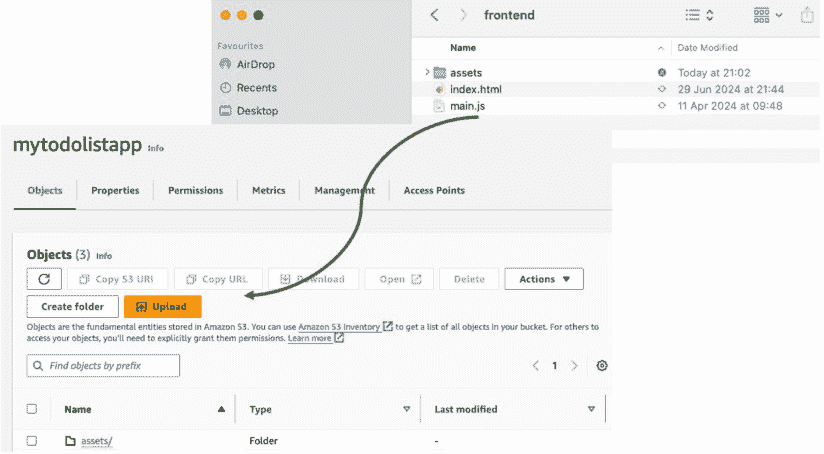 frontend
Favourites
AirDrop
Recents
Desktop
Name Date Modified
assets Today at 21:02
index.html 29 Jun 2024 at 21:44
main.js 11 Apr 2024 at 09:48
mytodolistapp Info
Objects Properties Permissions Metrics Management Access Points
Objects (3) Info
Copy S3 URI Copy URL Download Open Delete Actions
Create folder Upload
Objects are the fundamental entities stored in Amazon S3. You can use Amazon S3 inventory to get a list of all objects in your bucket. For others to
access your objects, you'll need to explicitly grant them permissions. Learn more
Find objects by prefix 1
Name Type Last modified
assets/ Folder -